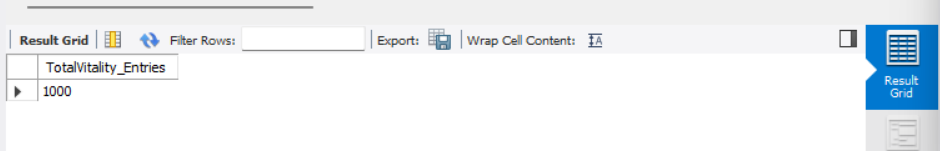 Result Grid Filter Rows: Export: Wrap Cell Content:
TotalVitality_Entries
1000
Result
Grid